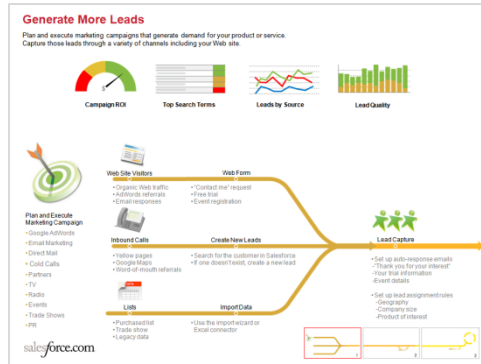 Generate More Leads
Plan and execute marketing campaigns that generate demand for your product or service.
Capture those leads through a variety of channels including your Web site.
Campaign ROI
Top Search Terms
Leads by Source
Lead Quality
Web Site Visitors
• Organic Web traffic
• AdWords referrals
• Email responses
Web Form
• "Contact me" request
• Free trial
• Event registration
Plan and Execute
Marketing Campaign
• Google AdWords
• Email Marketing
• Direct Mail
• Cold Calls
• Partners
• TV
• Radio
• Events
• Trade Shows
• PR
Inbound Calls
• Yellow pages
• Google Maps
• Word-of-mouth referrals
Create New Leads
• Search for the customer in Salesforce
• If one doesn't exist, create a new lead
Lead Capture
• Set up auto-response emails
-"Thank you for your interest"
-Your trial information
-Event details
• Set up lead assignment rules
-Geography
-Company size
-Product of interest
Lists
• Purchased list
• Trade show
• Legacy data
Import Data
• Use the import wizard or
Excel connector
salesforce.com
1
2
3